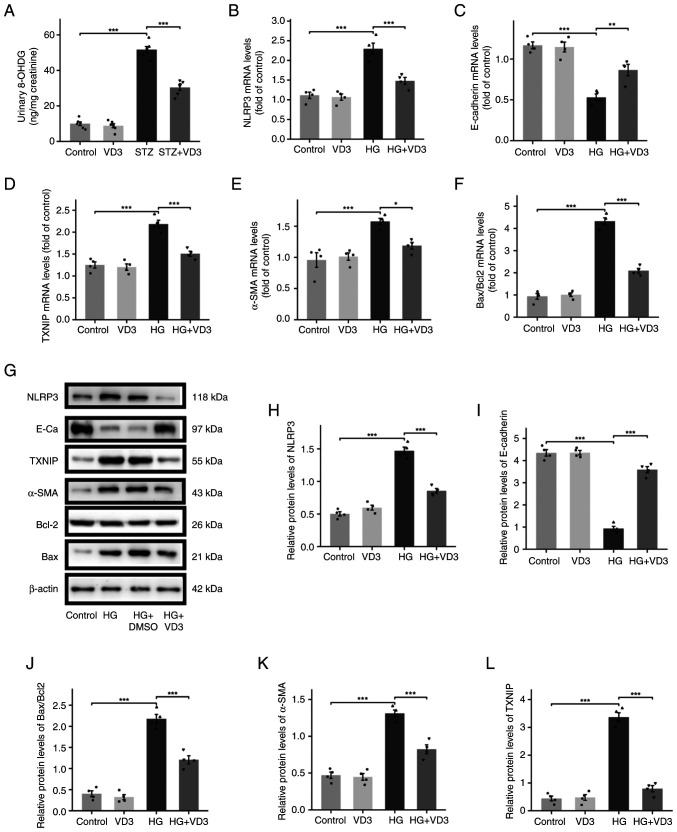 A
Urinary 8-OHDG
(ng/mg creatinine)
60
40
20
0
***
***
Control VD3 STZ STZ+VD3
B
NLRP3 mRNA levels
(fold of control)
2.5
2.0
1.5
1.0
0.5
0.0
***
***
Control VD3 HG HG+VD3
C
E-cadherin mRNA levels
(fold of control)
1.0
0.5
0.0
***
**
Control VD3 HG HG+VD3
D
TXNIP mRNA levels (fold of control)
2.5
2.0
1.5
1.0
0.5
0.0
***
***
Control VD3 HG HG+VD3
E
α-SMA mRNA levels
(fold of control)
1.5
1.0
0.5
0.0
***
*
Control VD3 HG HG+VD3
F
Bax/Bcl2 mRNA levels
(fold of control)
5
4
3
2
1
0
***
***
Control VD3 HG HG+VD3
G
NLRP3 118 kDa
E-Ca 97 kDa
TXNIP 55 kDa
α-SMA 43 kDa
Bcl-2 26 kDa
Bax 21 kDa
β-actin 42 kDa
Control HG HG+ HG+
DMSO VD3
H
Relative protein levels of NLRP3
1.5
1.0
0.5
0.0
***
***
Control VD3 HG HG+VD3
I
Relative protein levels of E-cadherin
5
4
3
2
1
0
***
***
Control VD3 HG HG+VD3
J
Relative protein levels of Bax/Bcl2
2.5
2.0
1.5
1.0
0.5
0.0
***
***
Control VD3 HG HG+VD3
K
Relative protein levels of α-SMA
1.5
1.0
0.5
0.0
***
***
Control VD3 HG HG+VD3
L
Relative protein levels of TXNIP
4
3
2
1
0
***
***
Control VD3 HG HG+VD3